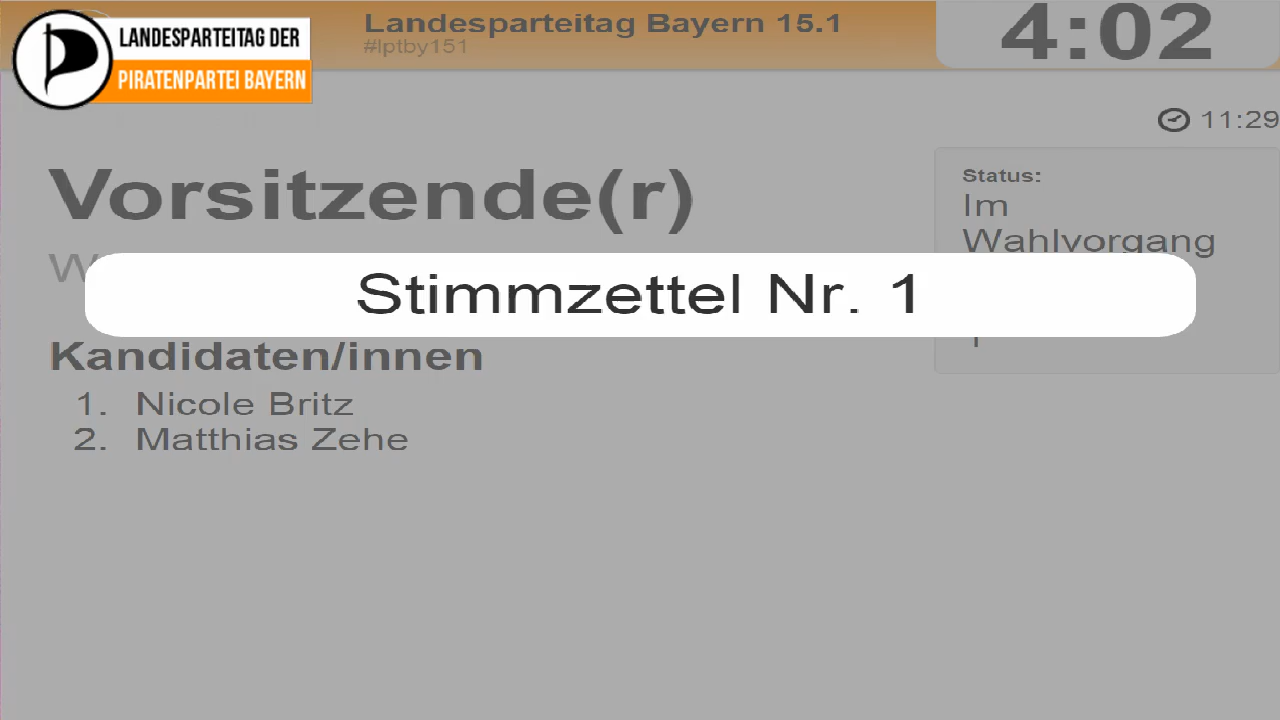 LANDESPARTEITAG DER
PIRATENPARTEI BAYERN
Landesparteitag Bayern 15.1
#lptby151
4:02
11:29
Vorsitzende(r)
Status:
Im
Wahlvorgang
Stimmzettel Nr. 1
Kandidaten/innen
1. Nicole Britz
2. Matthias Zehe